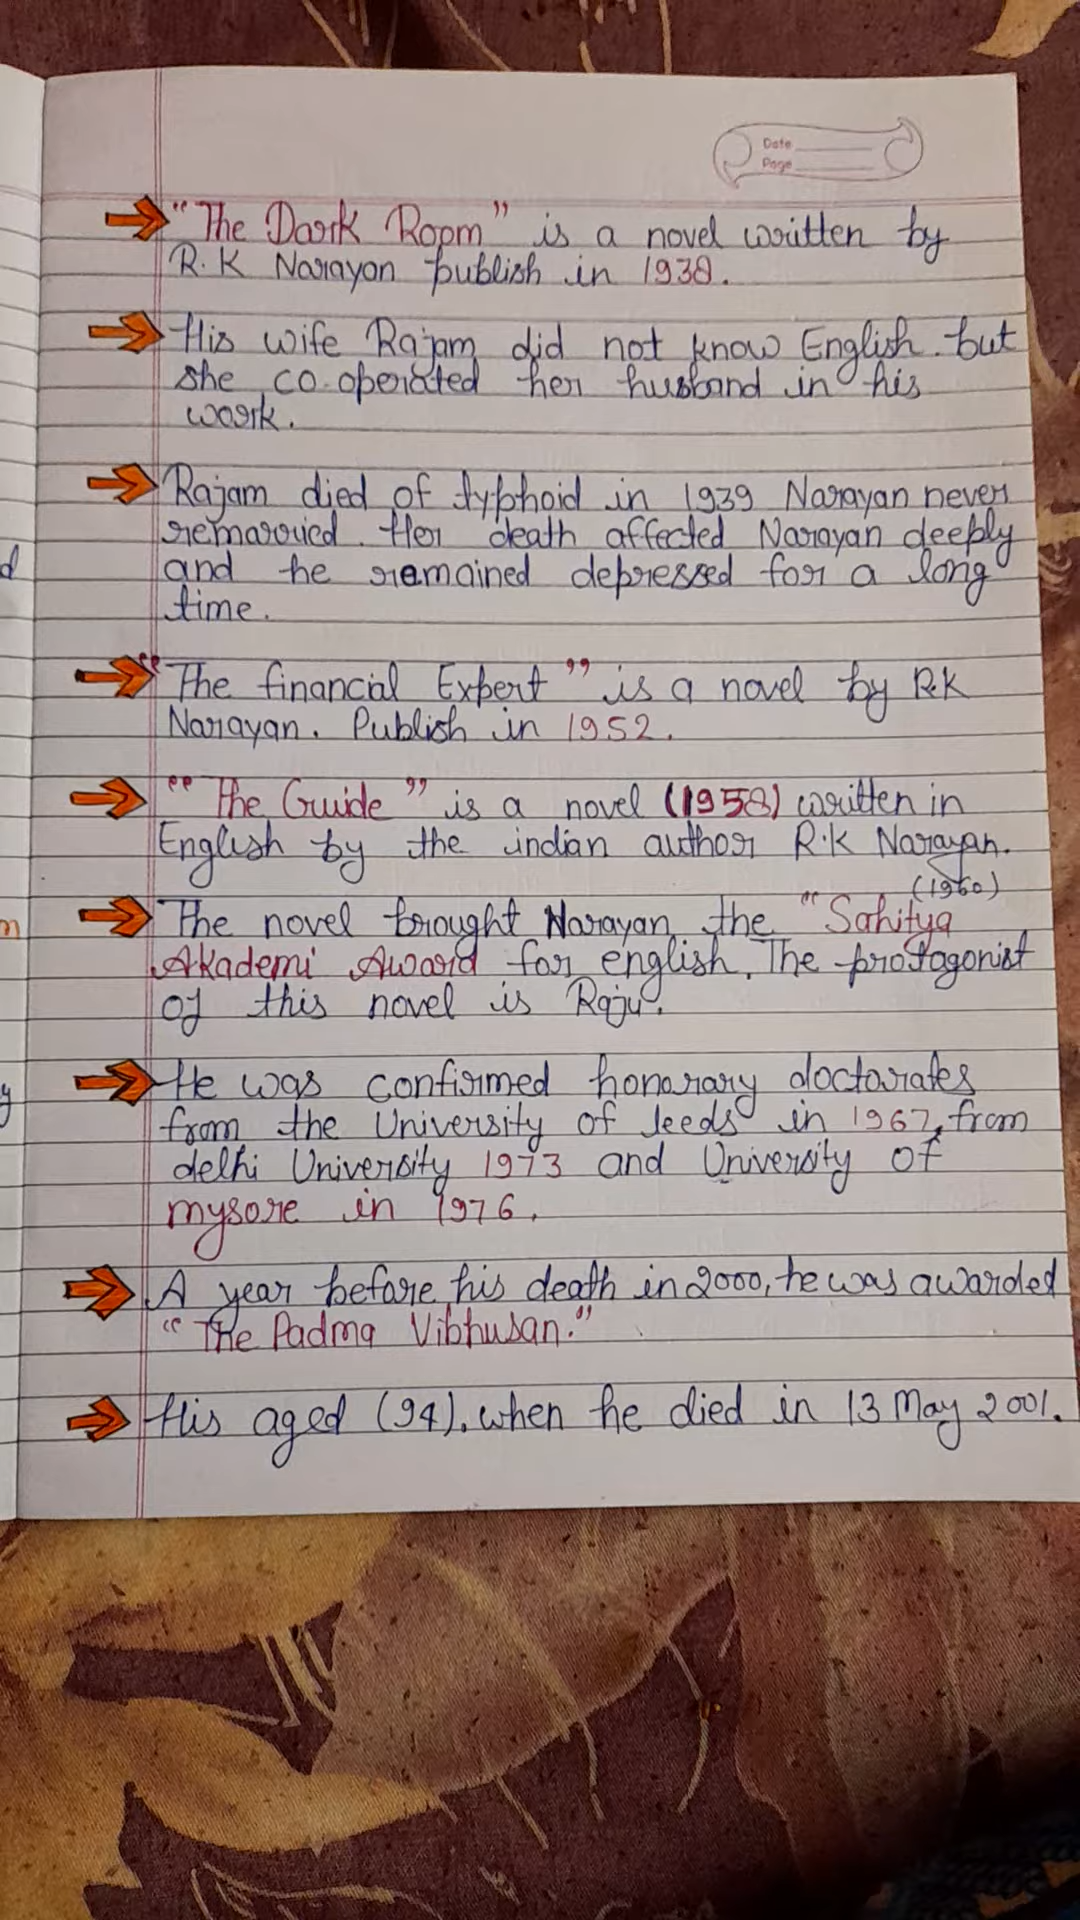 Date
Page
"The Dark Room" is a novel written by
R.K Narayan publish in 1938.
His wife Rajam did not know English. but
she co.operated her husband in his
work.
Rajam died of typhoid in 1939 Narayan never
remarried. Her death affected Narayan deeply
and he remained depressed for a long
time.
"The financial Expert" is a novel by R.K
Narayan. Publish in 1952.
"The Guide" is a novel (1958) written in
English by the indian author R.K Narayan.
(1960)
The novel brought Narayan the "Sahitya
Akademi Award for english. The protagonist
of this novel is Raju.
He was confirmed honorary doctorates
from the University of leeds in 1967, from
delhi University 1973 and University of
mysore in 1976.
A year before his death in 2000, he was awarded
"The Padma Vibhusan."
His aged (94). when he died in 13 May 2001.